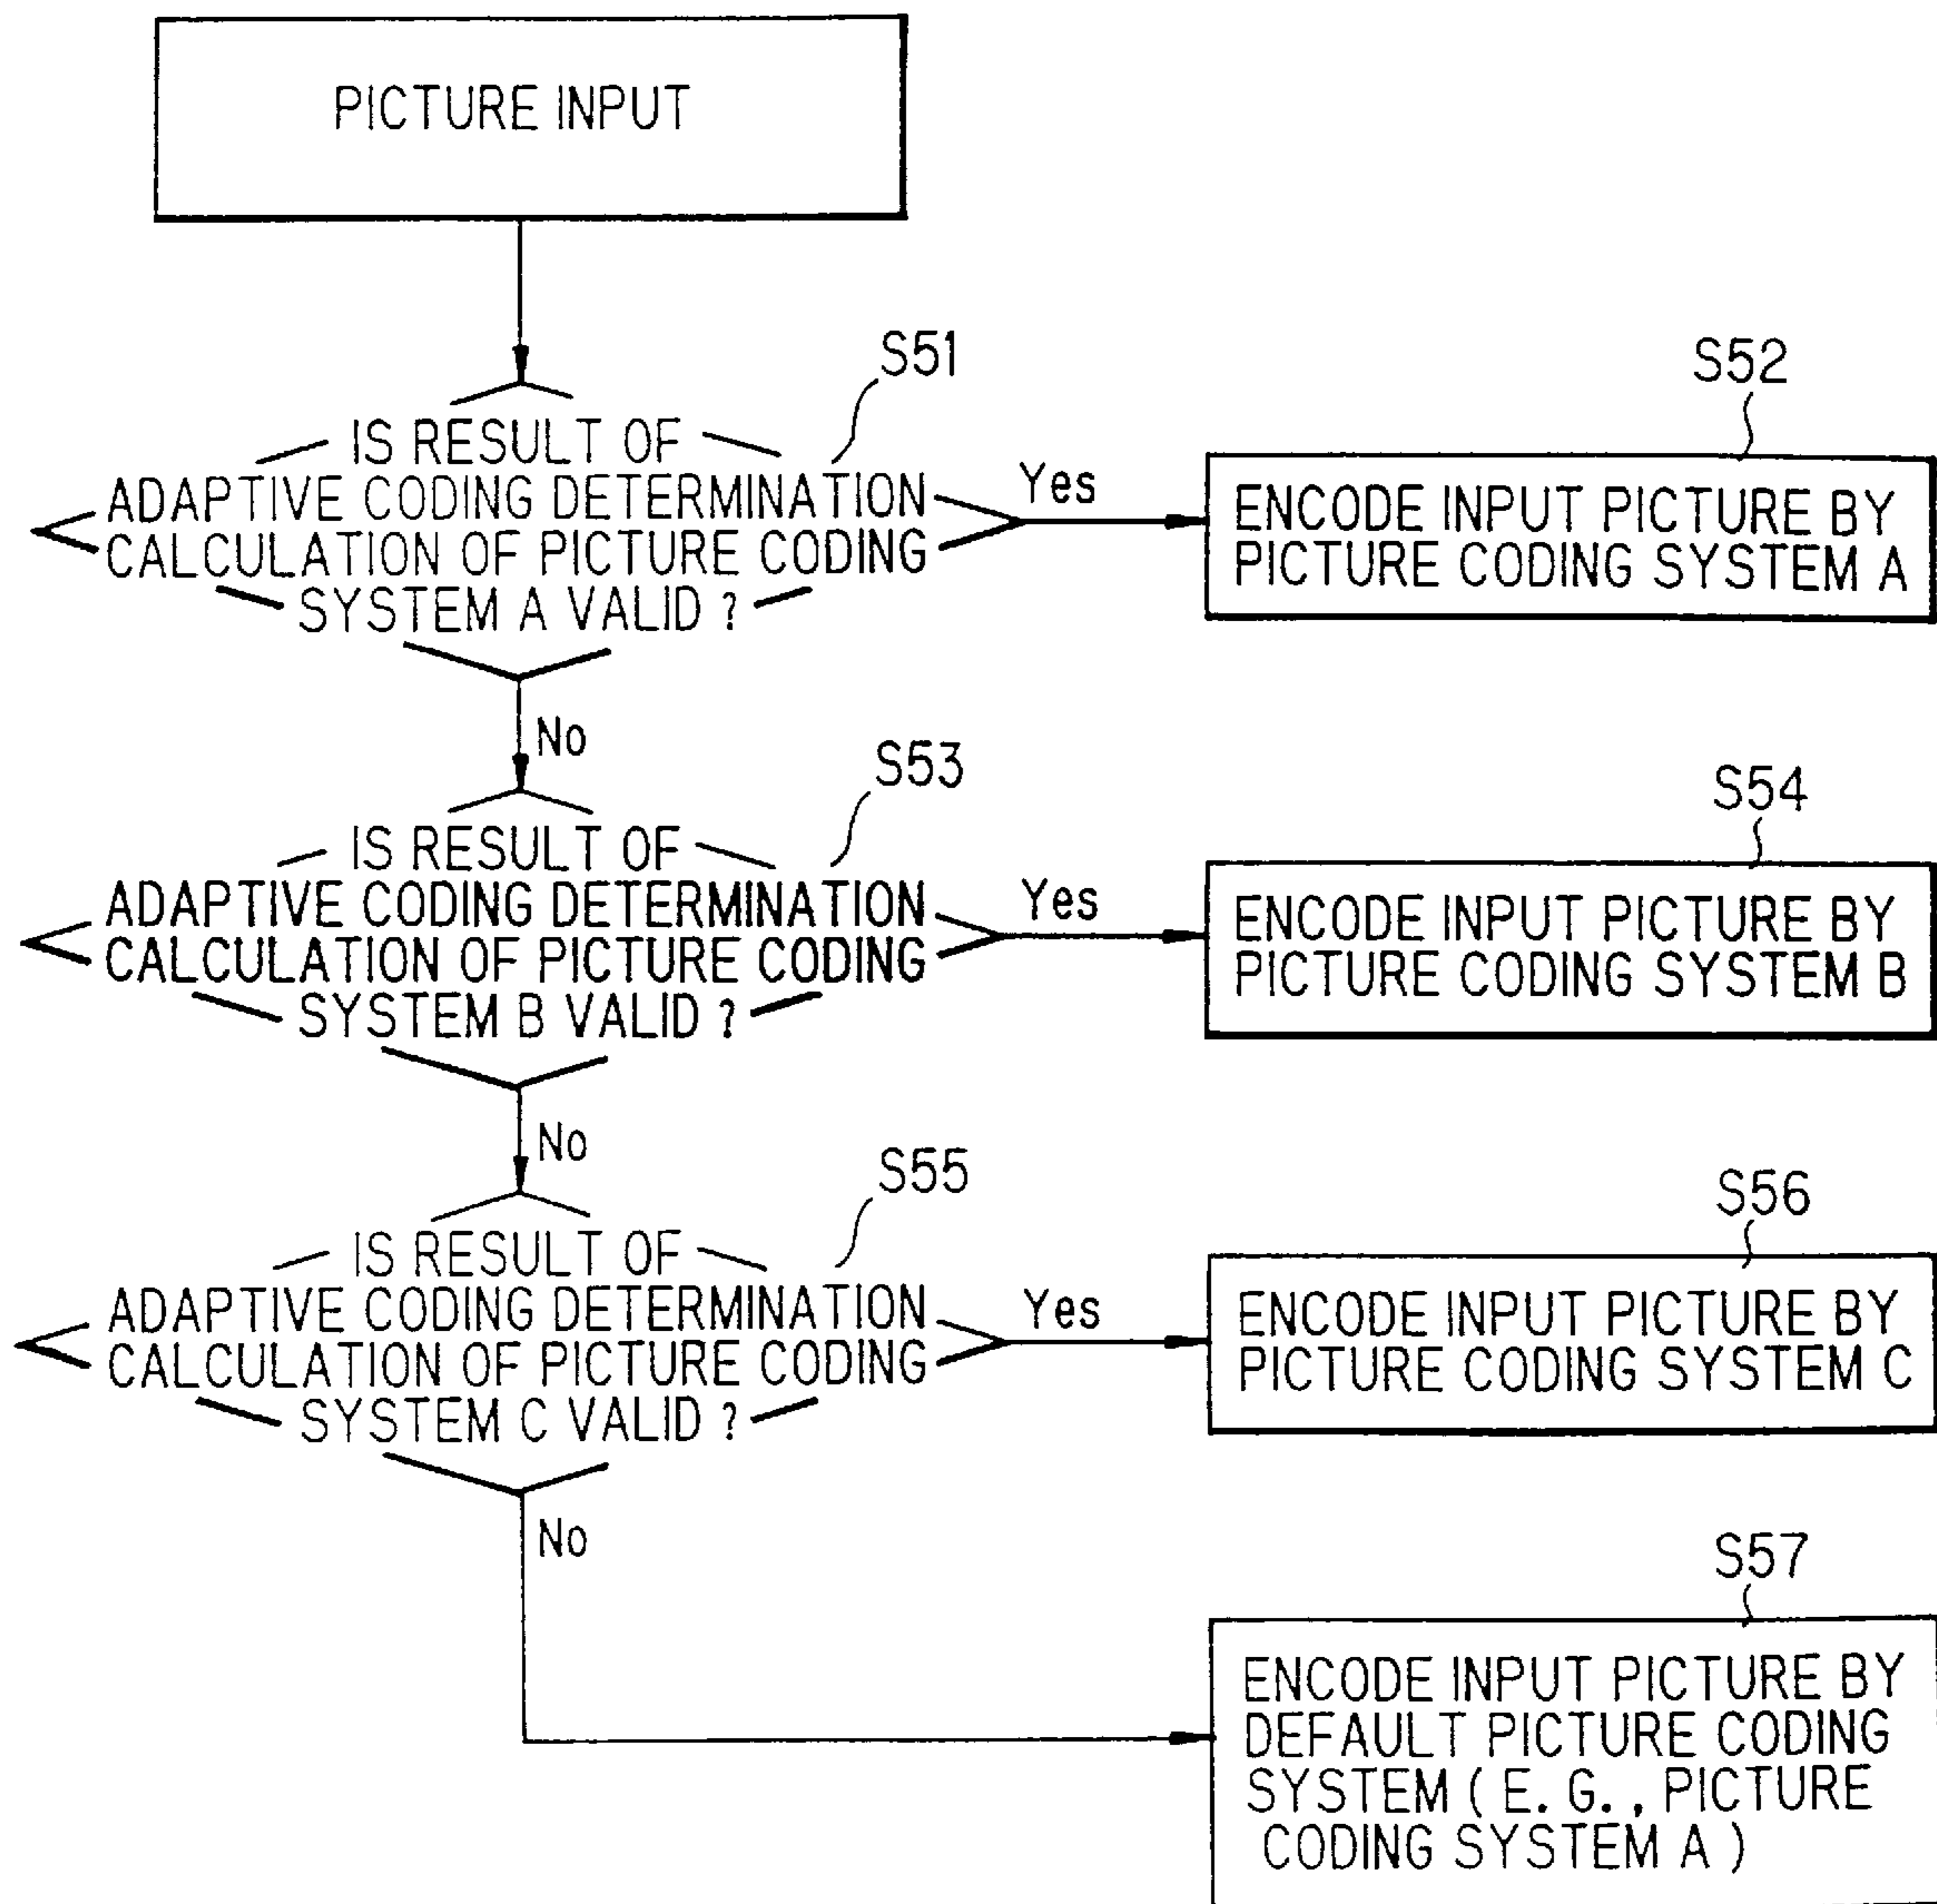 PICTURE INPUT
S51
IS RESULT OF
ADAPTIVE CODING DETERMINATION
CALCULATION OF PICTURE CODING
SYSTEM A VALID ?
Yes
S52
ENCODE INPUT PICTURE BY
PICTURE CODING SYSTEM A
No
S53
IS RESULT OF
ADAPTIVE CODING DETERMINATION
CALCULATION OF PICTURE CODING
SYSTEM B VALID ?
Yes
S54
ENCODE INPUT PICTURE BY
PICTURE CODING SYSTEM B
No
S55
IS RESULT OF
ADAPTIVE CODING DETERMINATION
CALCULATION OF PICTURE CODING
SYSTEM C VALID ?
Yes
S56
ENCODE INPUT PICTURE BY
PICTURE CODING SYSTEM C
No
S57
ENCODE INPUT PICTURE BY
DEFAULT PICTURE CODING
SYSTEM ( E. G. , PICTURE
CODING SYSTEM A )